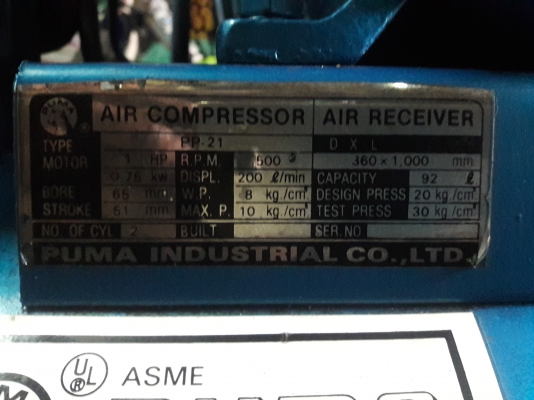 PUMA ®
AIR COMPRESSOR AIR RECEIVER
TYPE PP-21 D X L
MOTOR 1 HP R.P.M. 500 360×1,000 mm
0.75 kw DISPL. 200 ℓ/min CAPACITY 92 ℓ
BORE 65 mm W.P. 8 kg/cm² DESIGN PRESS 20 kg/cm²
STROKE 51 mm MAX. P. 10 kg/cm² TEST PRESS 30 kg/cm²
NO. OF CYL 2 BUILT SER.NO
PUMA INDUSTRIAL CO.,LTD.
UL ® ASME